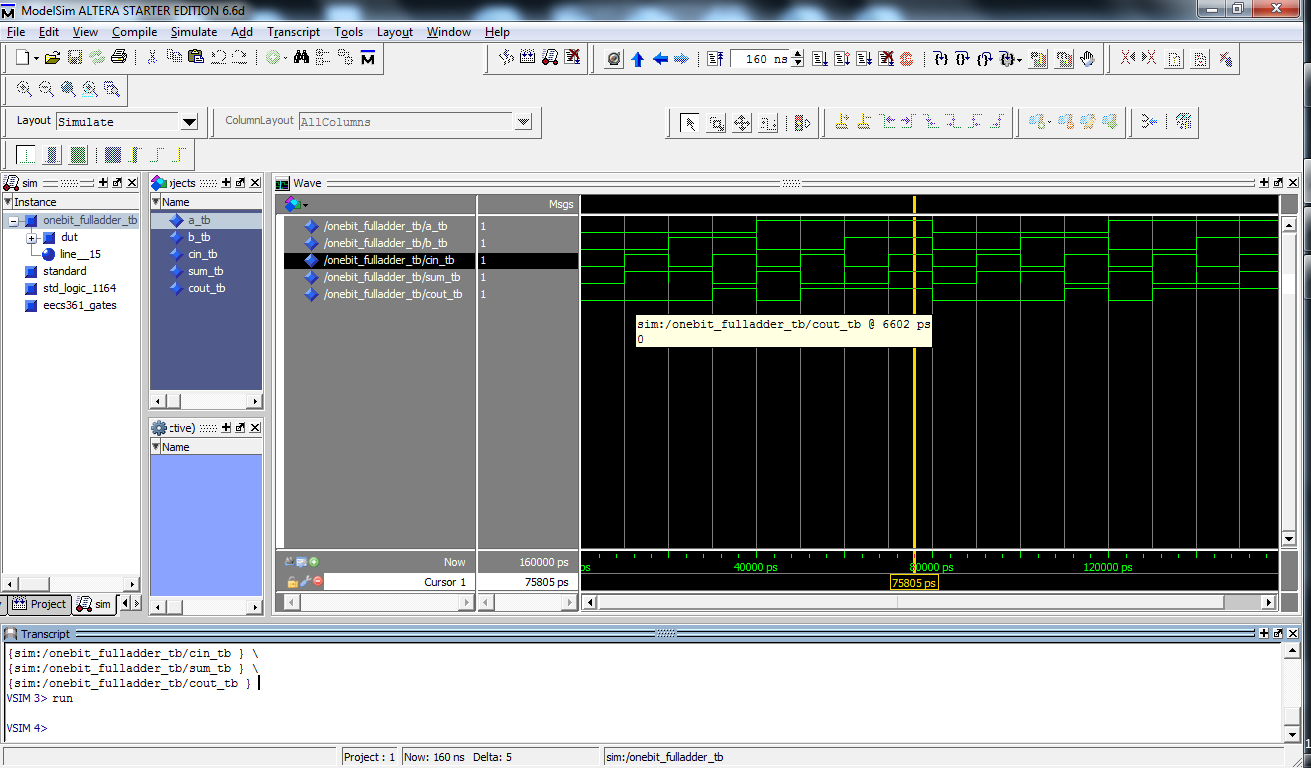 ModelSim ALTERA STARTER EDITION 6.6d
File Edit View Compile Simulate Add Transcript Tools Layout Window Help
160 ns
Layout Simulate ColumnLayout AllColumns
sim
Instance
onebit_fulladder_tb
dut
line__15
standard
std_logic_1164
eecs361_gates
Project sim
jects
Name
a_tb
b_tb
cin_tb
sum_tb
cout_tb
ctive)
Name
Wave
Msgs
/onebit_fulladder_tb/a_tb 1
/onebit_fulladder_tb/b_tb 1
/onebit_fulladder_tb/cin_tb 1
/onebit_fulladder_tb/sum_tb 1
/onebit_fulladder_tb/cout_tb 1
sim:/onebit_fulladder_tb/cout_tb @ 6602 ps
0
Now 160000 ps ps 40000 ps 80000 ps 120000 ps
Cursor 1 75805 ps 75805 ps
Transcript
{sim:/onebit_fulladder_tb/cin_tb } \
{sim:/onebit_fulladder_tb/sum_tb } \
{sim:/onebit_fulladder_tb/cout_tb }
VSIM 3> run
VSIM 4>
Project : 1 Now: 160 ns Delta: 5 sim:/onebit_fulladder_tb